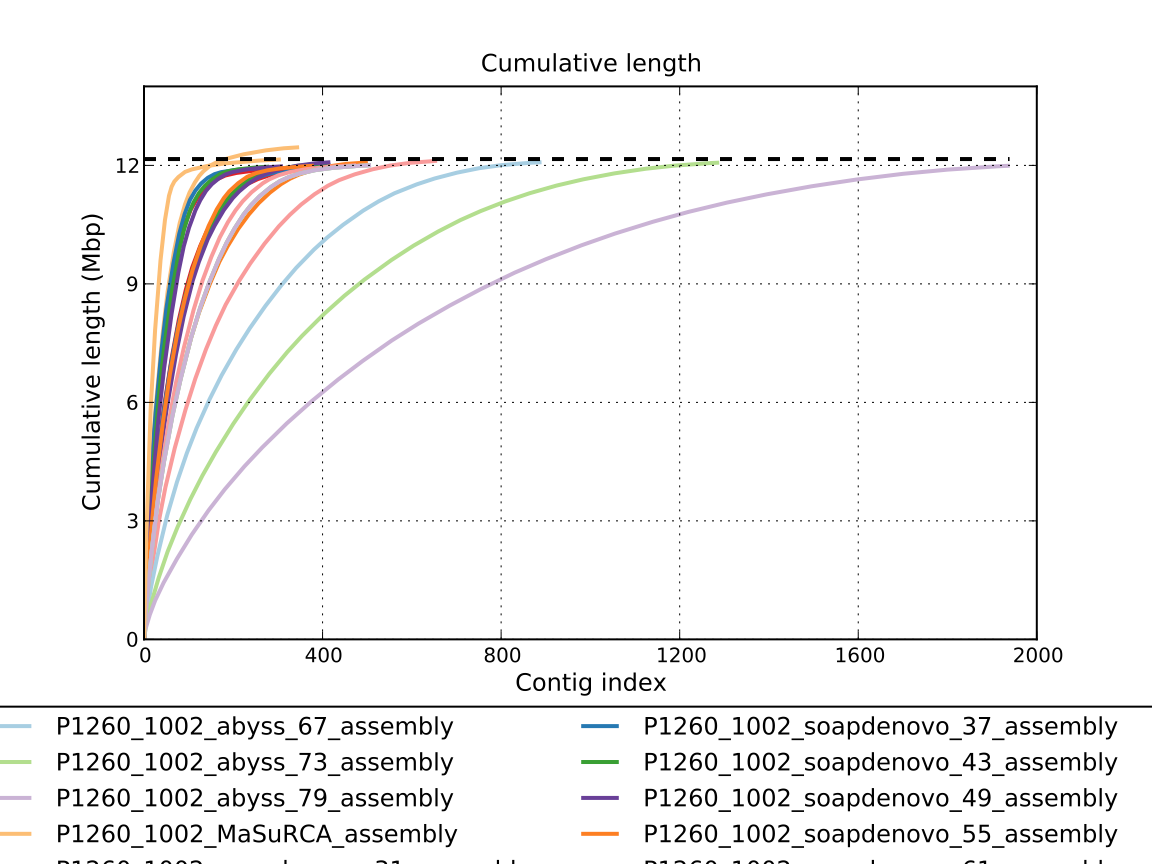 Cumulative length
Cumulative length (Mbp)
12
9
6
3
0
0 400 800 1200 1600 2000
Contig index
P1260_1002_abyss_67_assembly P1260_1002_soapdenovo_37_assembly
P1260_1002_abyss_73_assembly P1260_1002_soapdenovo_43_assembly
P1260_1002_abyss_79_assembly P1260_1002_soapdenovo_49_assembly
P1260_1002_MaSuRCA_assembly P1260_1002_soapdenovo_55_assembly